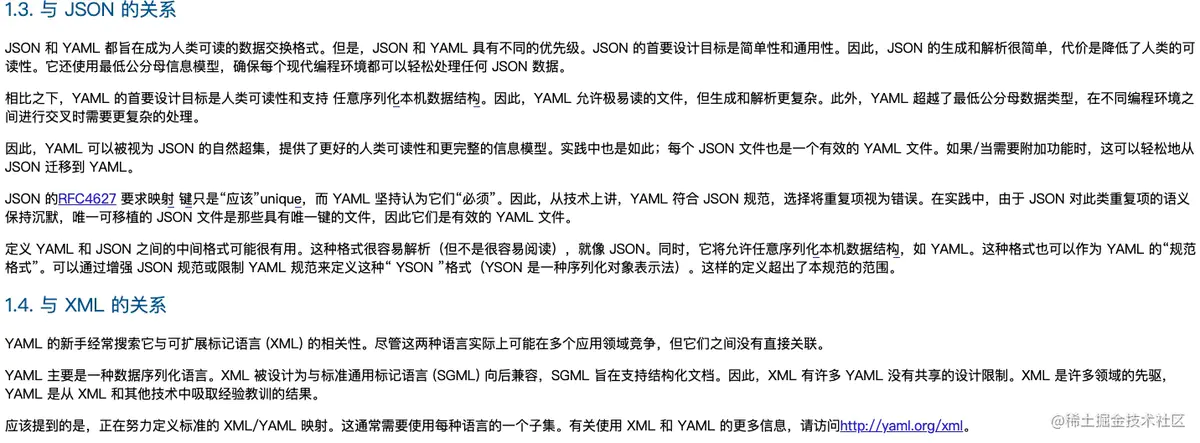 1.3. 与 JSON 的关系
JSON 和 YAML 都旨在成为人类可读的数据交换格式。但是，JSON 和 YAML 具有不同的优先级。JSON 的首要设计目标是简单性和通用性。因此，JSON 的生成和解析很简单，代价是降低了人类的可
读性。它还使用最低公分母信息模型，确保每个现代编程环境都可以轻松处理任何 JSON 数据。
相比之下，YAML 的首要设计目标是人类可读性和支持 任意序列化本机数据结构。因此，YAML 允许极易读的文件，但生成和解析更复杂。此外，YAML 超越了最低公分母数据类型，在不同编程环境之
间进行交叉时需要更复杂的处理。
因此，YAML 可以被视为 JSON 的自然超集，提供了更好的人类可读性和更完整的信息模型。实践中也是如此；每个 JSON 文件也是一个有效的 YAML 文件。如果/当需要附加功能时，这可以轻松地从
JSON 迁移到 YAML。
JSON 的RFC4627 要求映射 键只是“应该”unique，而 YAML 坚持认为它们“必须”。因此，从技术上讲，YAML 符合 JSON 规范，选择将重复项视为错误。在实践中，由于 JSON 对此类重复项的语义
保持沉默，唯一可移植的 JSON 文件是那些具有唯一键的文件，因此它们是有效的 YAML 文件。
定义 YAML 和 JSON 之间的中间格式可能很有用。这种格式很容易解析（但不是很容易阅读），就像 JSON。同时，它将允许任意序列化本机数据结构，如 YAML。这种格式也可以作为 YAML 的“规范
格式”。可以通过增强 JSON 规范或限制 YAML 规范来定义这种“ YSON ”格式（YSON 是一种序列化对象表示法）。这样的定义超出了本规范的范围。
1.4. 与 XML 的关系
YAML 的新手经常搜索它与可扩展标记语言 (XML) 的相关性。尽管这两种语言实际上可能在多个应用领域竞争，但它们之间没有直接关联。
YAML 主要是一种数据序列化语言。XML 被设计为与标准通用标记语言 (SGML) 向后兼容，SGML 旨在支持结构化文档。因此，XML 有许多 YAML 没有共享的设计限制。XML 是许多领域的先驱，
YAML 是从 XML 和其他技术中吸取经验教训的结果。
应该提到的是，正在努力定义标准的 XML/YAML 映射。这通常需要使用每种语言的一个子集。有关使用 XML 和 YAML 的更多信息，请访问http://yaml.org/xml。
@稀土掘金技术社区